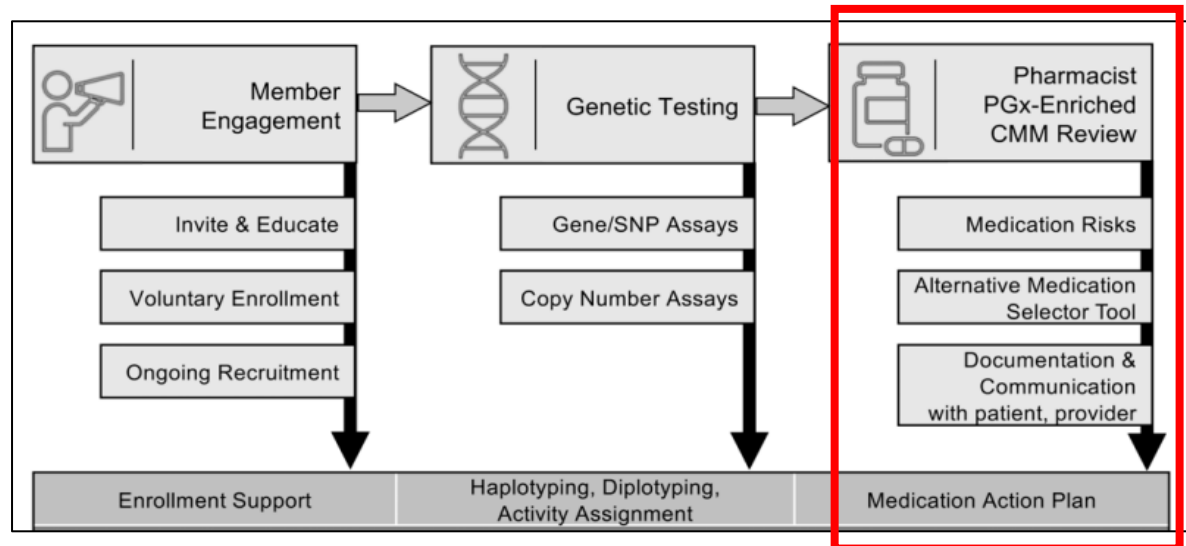 Member
Engagement
Invite & Educate
Voluntary Enrollment
Ongoing Recruitment
Enrollment Support
Genetic Testing
Gene/SNP Assays
Copy Number Assays
Haplotyping, Diplotyping,
Activity Assignment
Pharmacist
PGx-Enriched
CMM Review
Medication Risks
Alternative Medication
Selector Tool
Documentation &
Communication
with patient, provider
Medication Action Plan